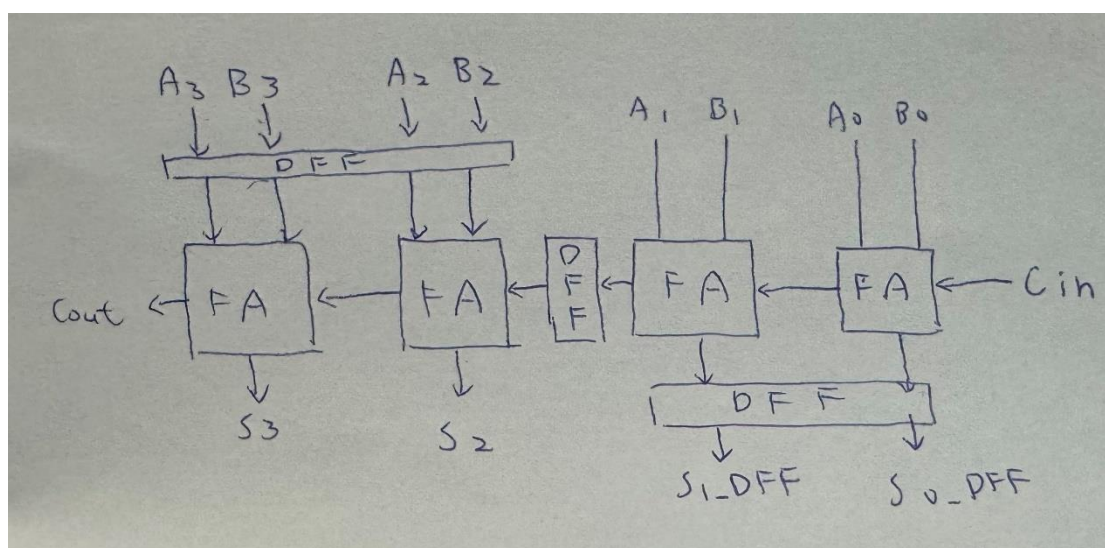 A3 B3 A2 B2 A1 B1 A0 B0
DFF
FA FA DFF FA FA Cin
Cout
DFF
S3 S2 S1_DFF S0_DFF